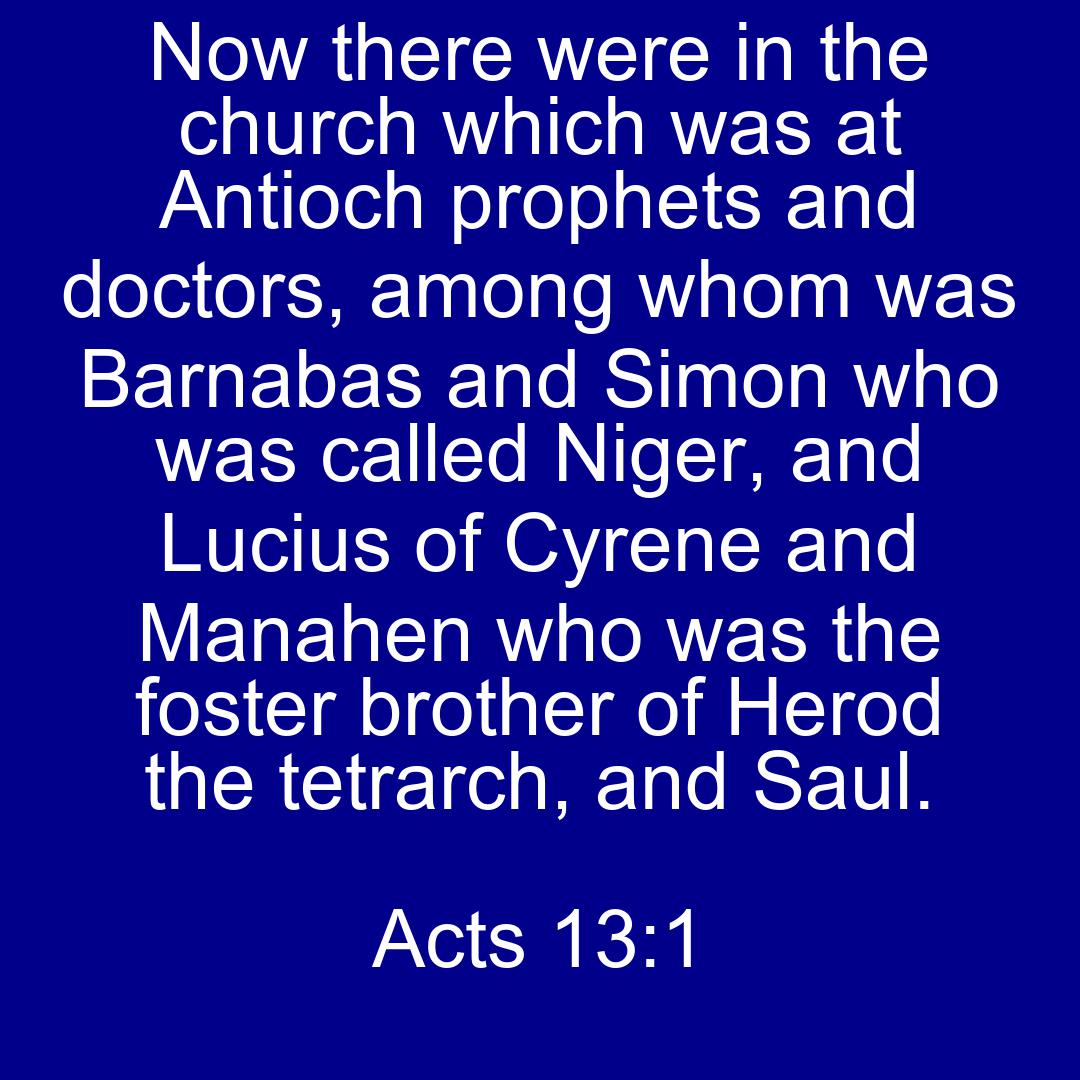 Now there were in the
church which was at
Antioch prophets and
doctors, among whom was
Barnabas and Simon who
was called Niger, and
Lucius of Cyrene and
Manahen who was the
foster brother of Herod
the tetrarch, and Saul.
Acts 13:1